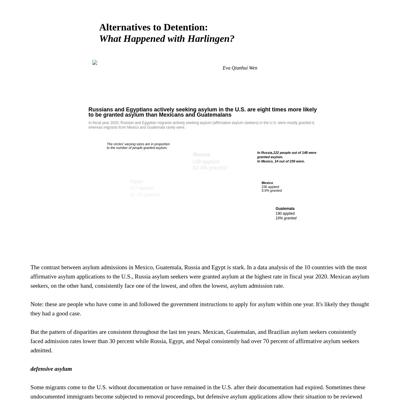 Alternatives to Detention:
What Happened with Harlingen?
Eva Qianhui Wen
Russians and Egyptians actively seeking asylum in the U.S. are eight times more likely
to be granted asylum than Mexicans and Guatemalans
In fiscal year 2020, Russian and Egyptian migrants actively seeking asylum (affirmative asylum seekers) in the U.S. were mostly granted it,
whereas migrants from Mexico and Guatemala rarely were.
The circles' varying sizes are in proportion
to the number of people granted asylum.
In Russia,122 people out of 148 were
granted asylum.
In Mexico, 14 out of 236 were.
Russia
applied
granted
applied
granted
Mexico
236 applied
granted
Guatemala
190 applied
10% granted
The contrast between asylum admissions in Mexico, Guatemala, Russia and Egypt is stark. In a data analysis of the 10 countries with the most
affirmative asylum applications to the U.S., Russia asylum seekers were granted asylum at the highest rate in fiscal year 2020. Mexican asylum
seekers, on the other hand, consistently face one of the lowest, and often the lowest, asylum admission rate.
Note: these are people who have come in and followed the government instructions to apply for asylum within one year. It's likely they thought
they had a good case.
But the pattern of disparities are consistent throughout the last ten years. Mexican, Guatemalan, and Brazilian asylum seekers consistently
faced admission rates lower than 30 percent while Russia, Egypt, and Nepal consistently had over 70 percent of affirmative asylum seekers
admitted.
defensive asylum
Some migrants come to the U.S. without documentation or have remained in the U.S. after their documentation had expired. Sometimes these
undocumented immigrants become subjected to removal proceedings, but defensive asylum applications allow their situation to be reviewed